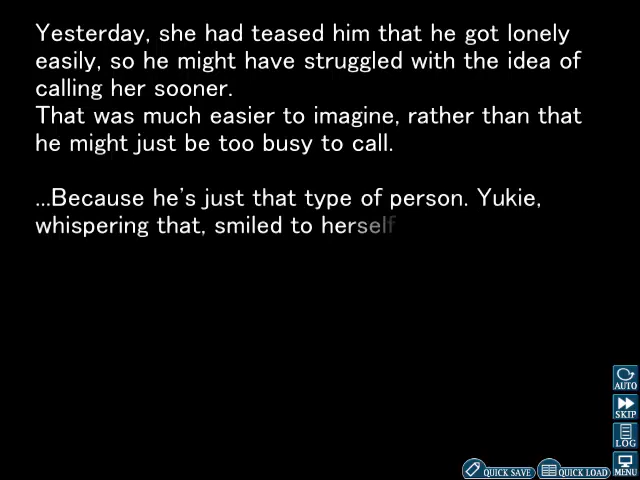 Yesterday, she had teased him that he got lonely
easily, so he might have struggled with the idea of
calling her sooner.
That was much easier to imagine, rather than that
he might just be too busy to call.
...Because he's just that type of person. Yukie,
whispering that, smiled to herself
AUTO
SKIP
LOG
MENU
QUICK SAVE
QUICK LOAD